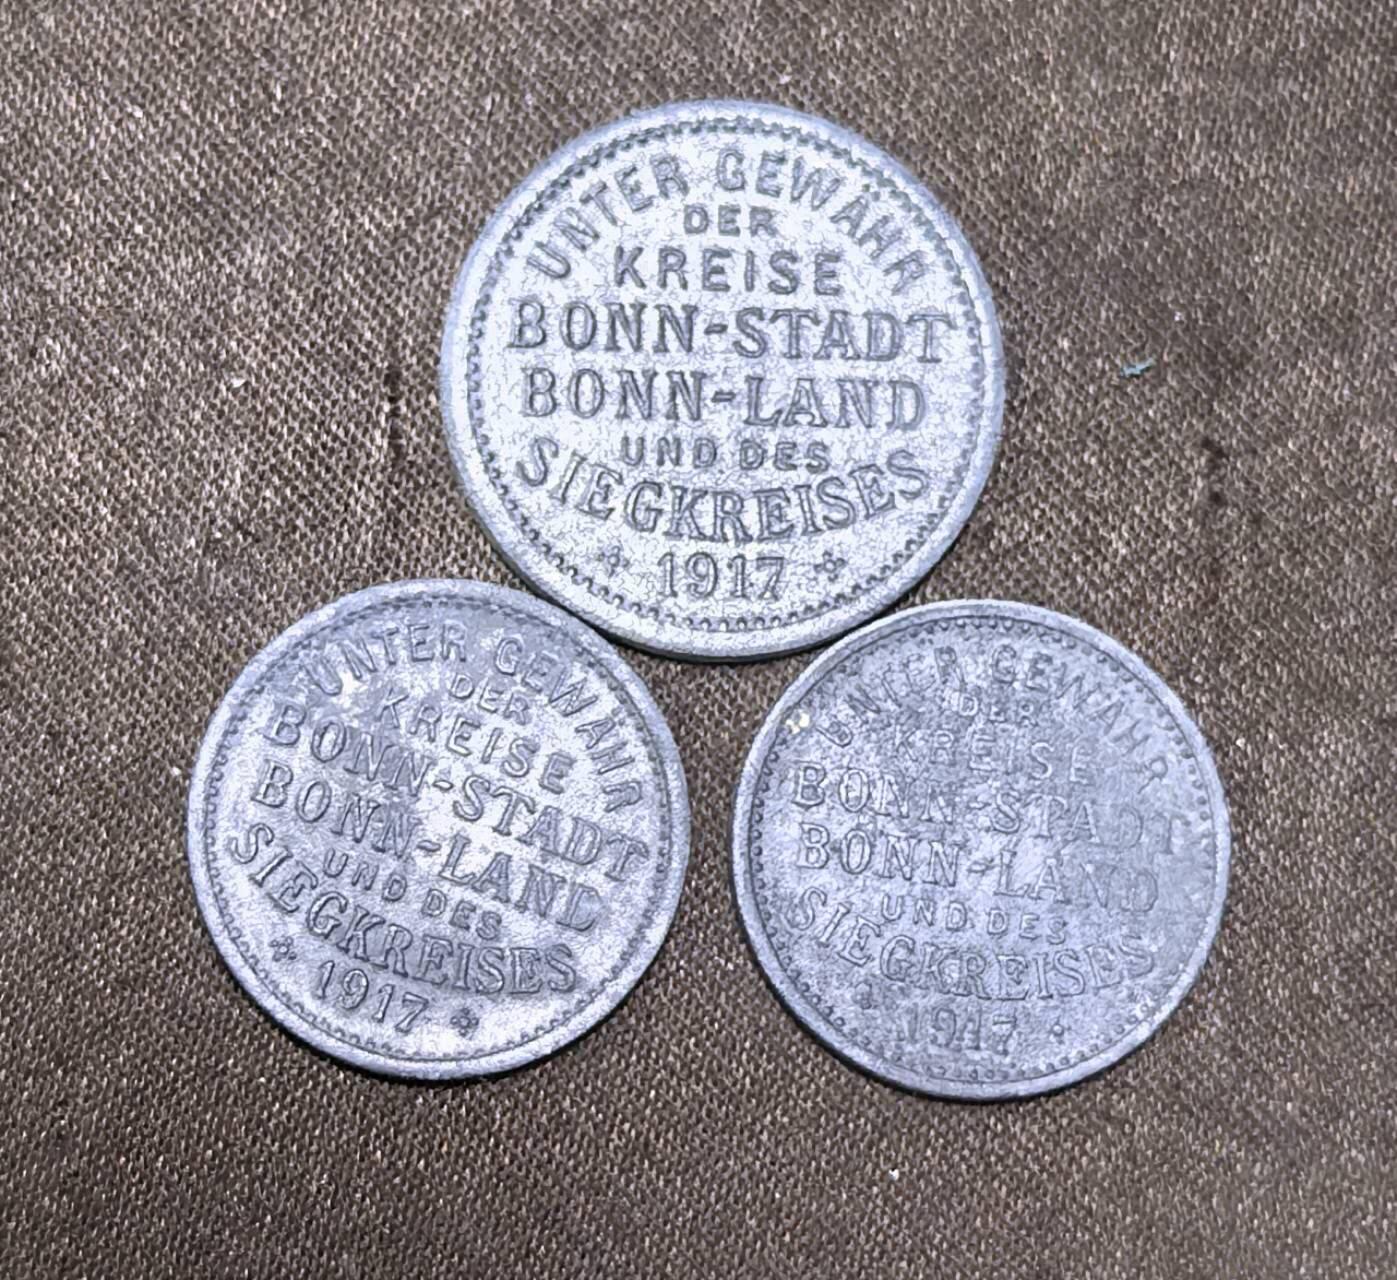 UNTER GEWÄHR
DER
KREISE
BONN-STADT
BONN-LAND
UND DES
SIEGKREISES
1917
UNTER GEWÄHR
DER
KREISE
BONN-STADT
BONN-LAND
UND DES
SIEGKREISES
1917
UNTER GEWÄHR
DER
KREISE
BONN-STADT
BONN-LAND
UND DES
SIEGKREISES
1917